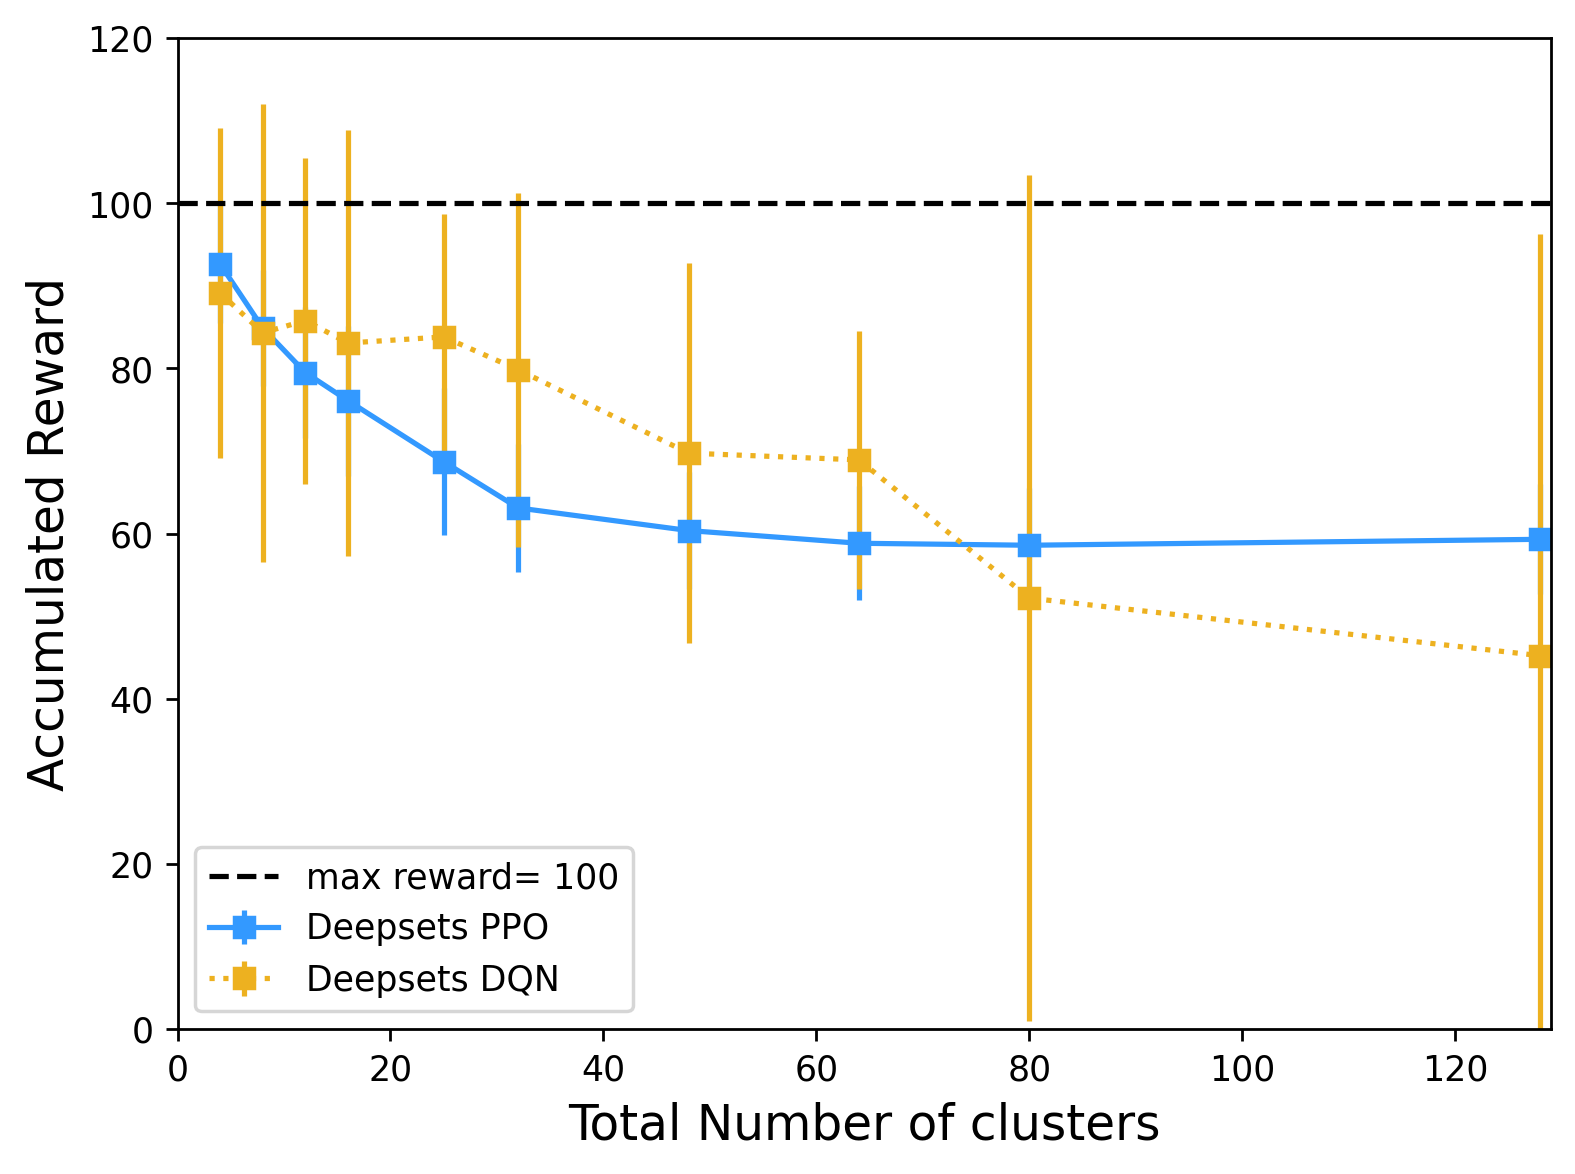 120
100
80
60
40
20
0
Accumulated Reward
max reward= 100
Deepsets PPO
Deepsets DQN
0 20 40 60 80 100 120
Total Number of clusters